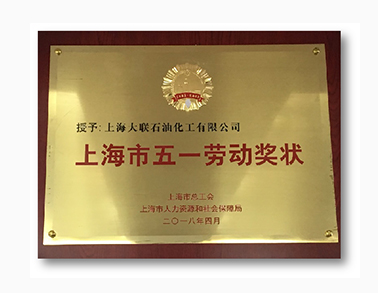 授予:上海大联石油化工有限公司
上海市五一劳动奖状
上海市总工会
上海市人力资源和社会保障局
二〇一八年四月